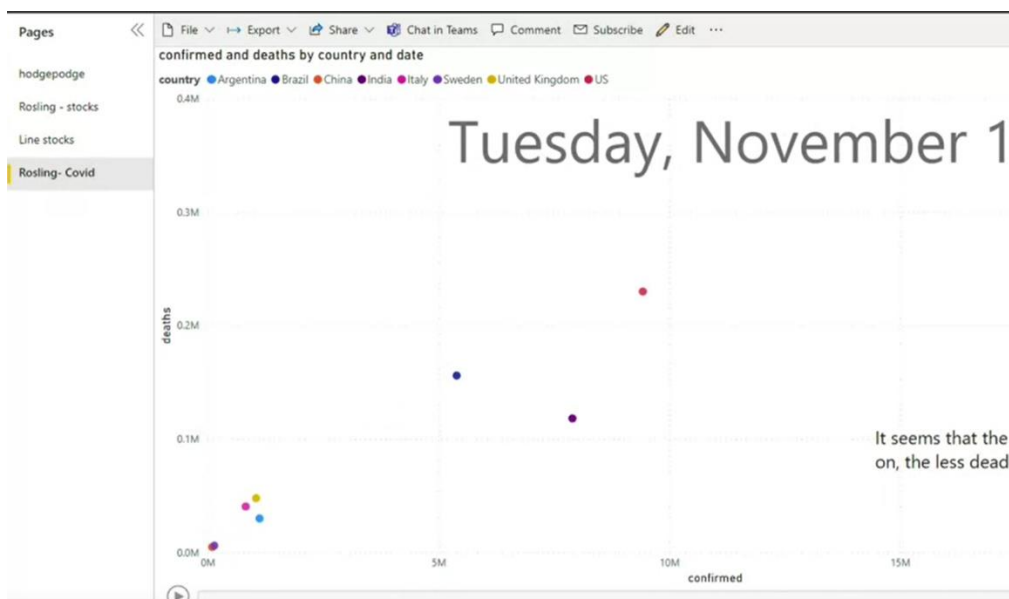 Pages
File Export Share Chat in Teams Comment Subscribe Edit ...
hodgepodge
Rosling - stocks
Line stocks
Rosling- Covid
confirmed and deaths by country and date
country Argentina Brazil China India Italy Sweden United Kingdom US
Tuesday, November 1
0.4M
0.3M
0.2M
0.1M
0.0M
deaths
It seems that the
on, the less dead
0M 5M 10M 15M
confirmed